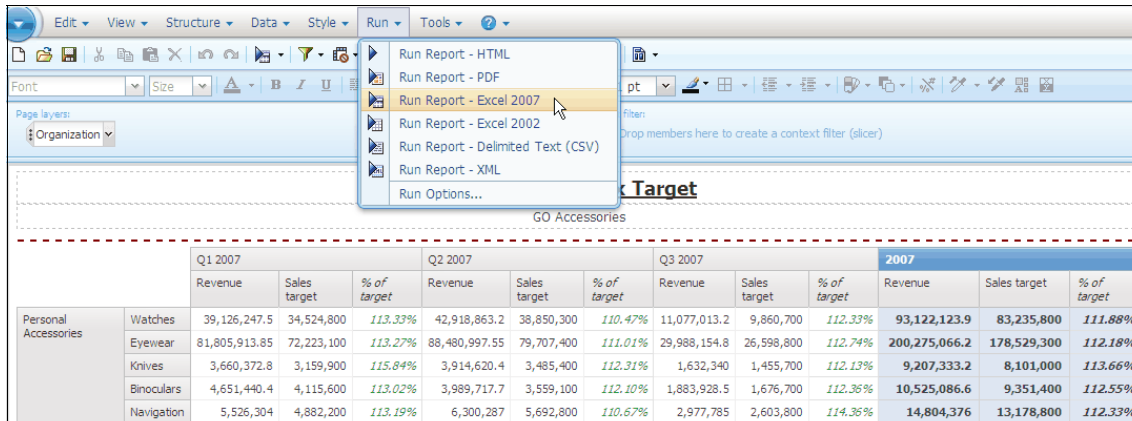 Edit View Structure Data Style Run Tools ?
Run Report - HTML
Font Size Run Report - PDF pt
Run Report - Excel 2007
Page layers: filter:
Run Report - Excel 2002
Organization Drop members here to create a context filter (slicer)
Run Report - Delimited Text (CSV)
Run Report - XML
Run Options... Target
GO Accessories
Q1 2007 Q2 2007 Q3 2007 2007
Revenue Sales target % of target Revenue Sales target % of target Revenue Sales target % of target Revenue Sales target % of target
Personal Accessories Watches 39,126,247.5 34,524,800 113.33% 42,918,863.2 38,850,300 110.47% 11,077,013.2 9,860,700 112.33% 93,122,123.9 83,235,800 111.88%
Eyewear 81,805,913.85 72,223,100 113.27% 88,480,997.55 79,707,400 111.01% 29,988,154.8 26,598,800 112.74% 200,275,066.2 178,529,300 112.18%
Knives 3,660,372.8 3,159,900 115.84% 3,914,620.4 3,485,400 112.31% 1,632,340 1,455,700 112.13% 9,207,333.2 8,101,000 113.66%
Binoculars 4,651,440.4 4,115,600 113.02% 3,989,717.7 3,559,100 112.10% 1,883,928.5 1,676,700 112.36% 10,525,086.6 9,351,400 112.55%
Navigation 5,526,304 4,882,200 113.19% 6,300,287 5,692,800 110.67% 2,977,785 2,603,800 114.36% 14,804,376 13,178,800 112.33%